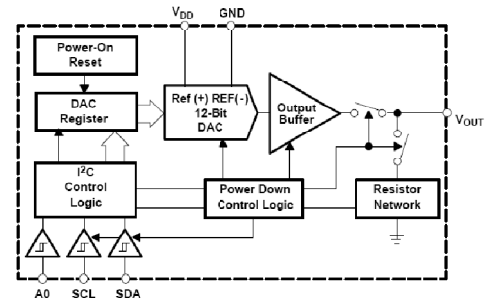 VDD
GND
Power-On
Reset
DAC
Register
Ref (+) REF(-)
12-Bit
DAC
Output
Buffer
VOUT
I²C
Control
Logic
Power Down
Control Logic
Resistor
Network
A0
SCL
SDA